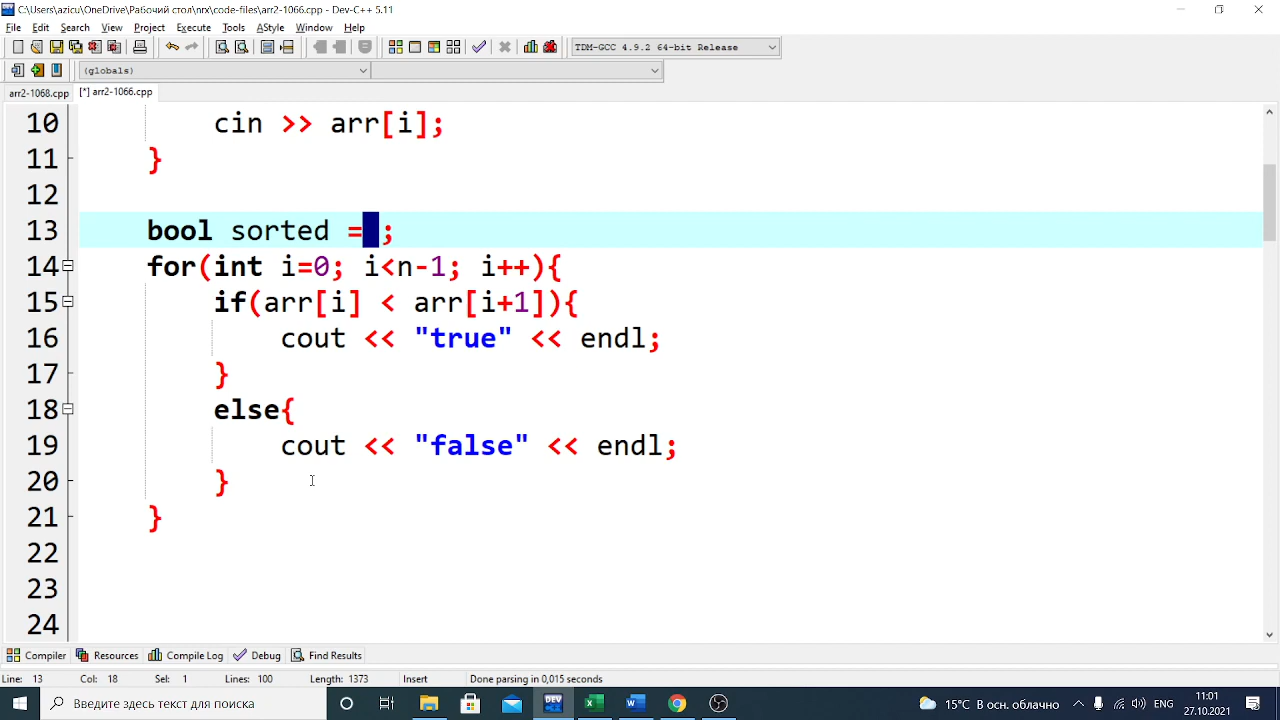 C:\Users\azicu\OneDrive\Рабочий стол\nrx\code-files\arr2-1066.cpp - Dev-C++ 5.11
File Edit Search View Project Execute Tools AStyle Window Help
TDM-GCC 4.9.2 64-bit Release
(globals)
arr2-1068.cpp [*] arr2-1066.cpp
10 cin >> arr[i];
11 }
12
13 bool sorted = ;
14 for(int i=0; i<n-1; i++){
15 if(arr[i] < arr[i+1]){
16 cout << "true" << endl;
17 }
18 else{
19 cout << "false" << endl;
20 }
21 }
22
23
24
Compiler Resources Compile Log Debug Find Results
Line: 13 Col: 18 Sel: 1 Lines: 100 Length: 1373 Insert Done parsing in 0,015 seconds
Введите здесь текст для поиска DEV 15°C В осн. облачно ENG 11:01
27.10.2021